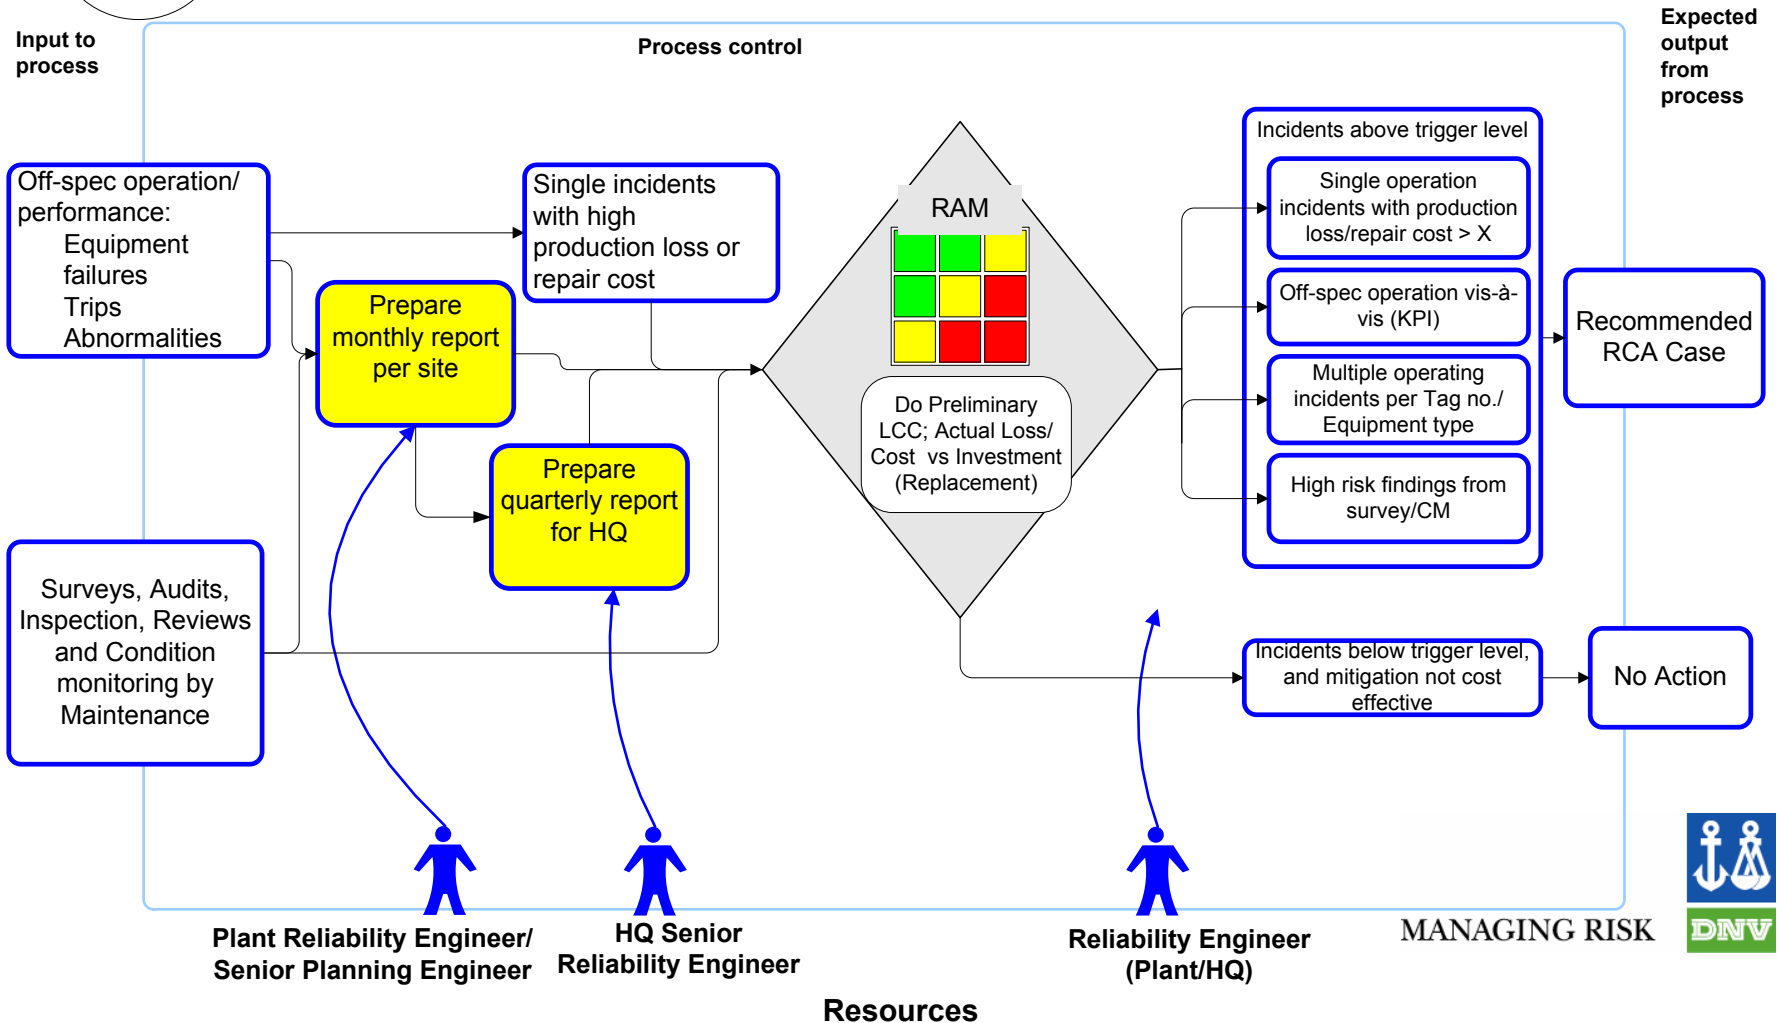 Input to
process
Process control
Expected
output
from
process
Off-spec operation/
performance:
Equipment
failures
Trips
Abnormalities
Single incidents
with high
production loss or
repair cost
Prepare
monthly report
per site
Prepare
quarterly report
for HQ
Surveys, Audits,
Inspection, Reviews
and Condition
monitoring by
Maintenance
RAM
Do Preliminary
LCC; Actual Loss/
Cost vs Investment
(Replacement)
Incidents above trigger level
Single operation
incidents with production
loss/repair cost > X
Off-spec operation vis-à-
vis (KPI)
Multiple operating
incidents per Tag no./
Equipment type
High risk findings from
survey/CM
Recommended
RCA Case
Incidents below trigger level,
and mitigation not cost
effective
No Action
Plant Reliability Engineer/
Senior Planning Engineer
HQ Senior
Reliability Engineer
Reliability Engineer
(Plant/HQ)
MANAGING RISK
DNV
Resources